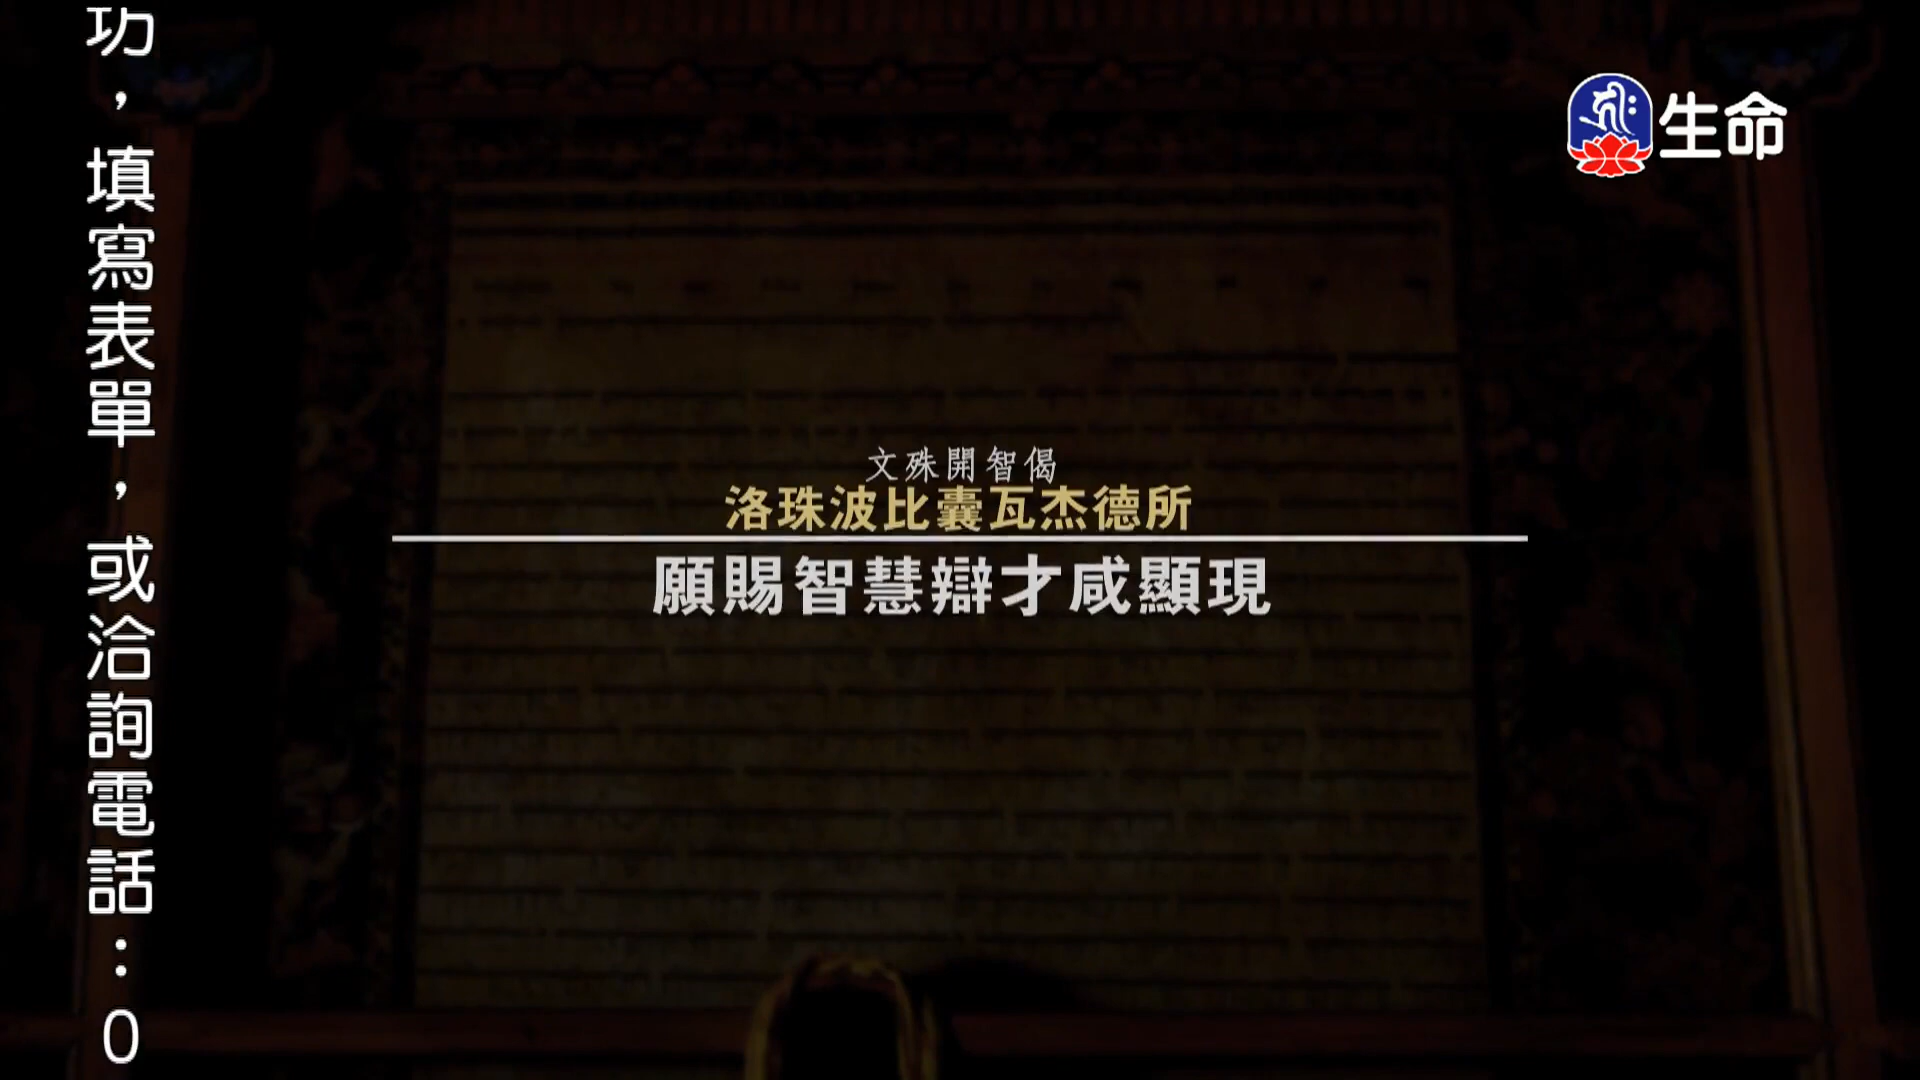 功，填寫表單，或洽詢電話：0
生命
文殊開智偈
洛珠波比囊瓦杰德所
願賜智慧辯才咸顯現